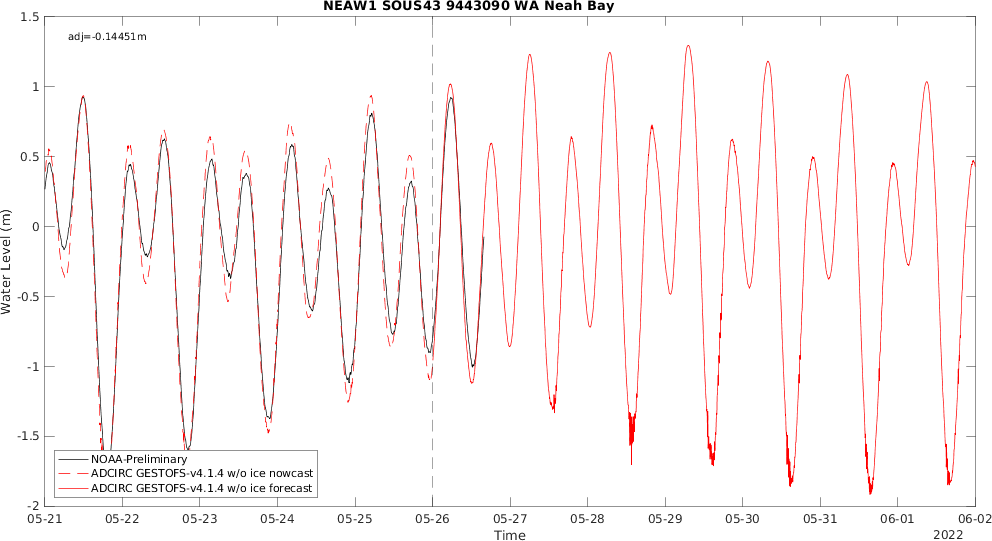 NEAW1 SOUS43 9443090 WA Neah Bay
adj=-0.14451m
1.5
1
0.5
0
-0.5
-1
-1.5
-2
Water Level (m)
NOAA-Preliminary
ADCIRC GESTOFS-v4.1.4 w/o ice nowcast
ADCIRC GESTOFS-v4.1.4 w/o ice forecast
05-21 05-22 05-23 05-24 05-25 05-26 05-27 05-28 05-29 05-30 05-31 06-01 06-02
Time
2022